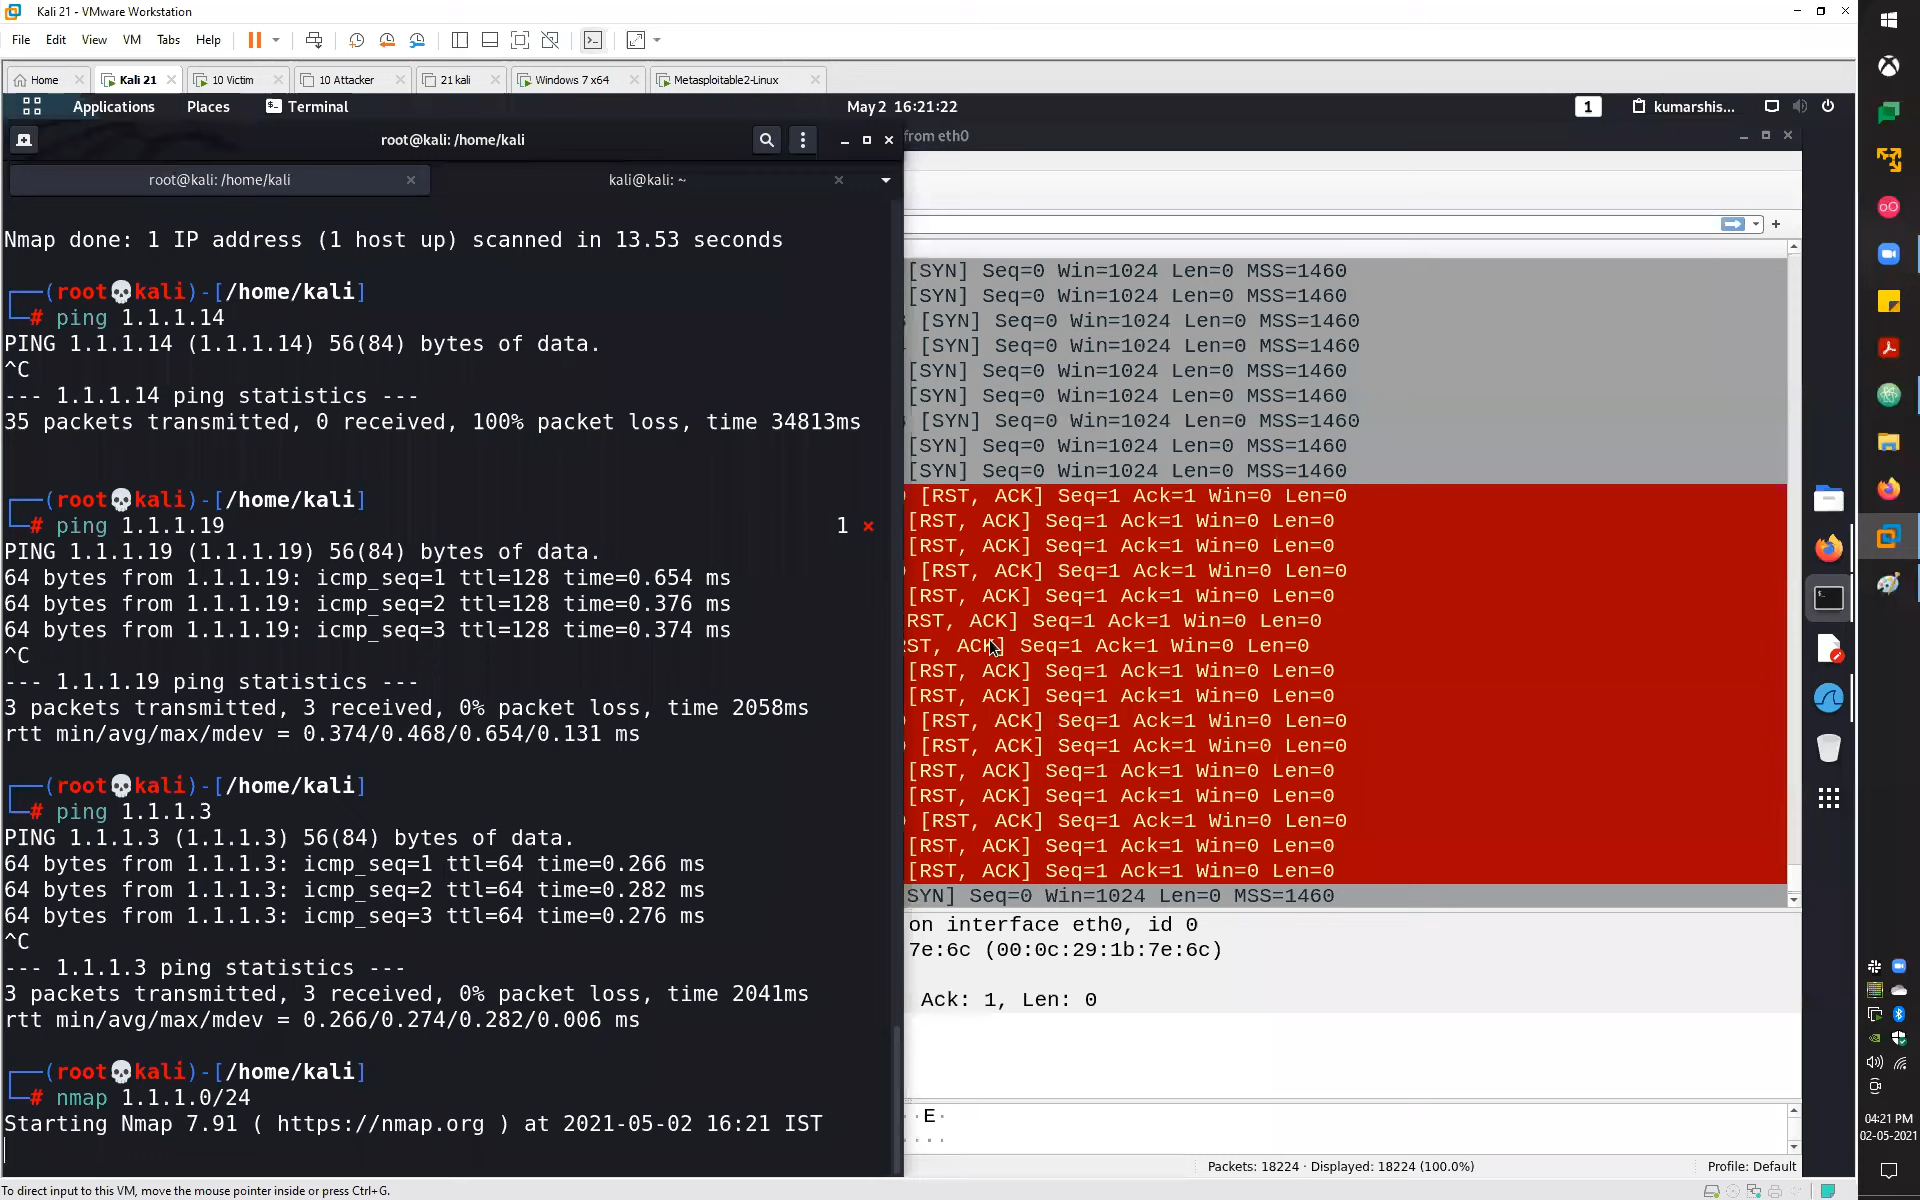 Kali 21 - VMware Workstation
File Edit View VM Tabs Help
Home Kali 21 10 Victim 10 Attacker 21 kali Windows 7 x64 Metasploitable2-Linux
Applications Places Terminal May 2 16:21:22 1 kumarshis...
root@kali: /home/kali
from eth0
root@kali: /home/kali kali@kali: ~
Nmap done: 1 IP address (1 host up) scanned in 13.53 seconds
┌──(root💀kali)-[/home/kali]
└─# ping 1.1.1.14
PING 1.1.1.14 (1.1.1.14) 56(84) bytes of data.
^C
--- 1.1.1.14 ping statistics ---
35 packets transmitted, 0 received, 100% packet loss, time 34813ms
┌──(root💀kali)-[/home/kali]
└─# ping 1.1.1.19 1 ×
PING 1.1.1.19 (1.1.1.19) 56(84) bytes of data.
64 bytes from 1.1.1.19: icmp_seq=1 ttl=128 time=0.654 ms
64 bytes from 1.1.1.19: icmp_seq=2 ttl=128 time=0.376 ms
64 bytes from 1.1.1.19: icmp_seq=3 ttl=128 time=0.374 ms
^C
--- 1.1.1.19 ping statistics ---
3 packets transmitted, 3 received, 0% packet loss, time 2058ms
rtt min/avg/max/mdev = 0.374/0.468/0.654/0.131 ms
┌──(root💀kali)-[/home/kali]
└─# ping 1.1.1.3
PING 1.1.1.3 (1.1.1.3) 56(84) bytes of data.
64 bytes from 1.1.1.3: icmp_seq=1 ttl=64 time=0.266 ms
64 bytes from 1.1.1.3: icmp_seq=2 ttl=64 time=0.282 ms
64 bytes from 1.1.1.3: icmp_seq=3 ttl=64 time=0.276 ms
^C
--- 1.1.1.3 ping statistics ---
3 packets transmitted, 3 received, 0% packet loss, time 2041ms
rtt min/avg/max/mdev = 0.266/0.274/0.282/0.006 ms
┌──(root💀kali)-[/home/kali]
└─# nmap 1.1.1.0/24
Starting Nmap 7.91 ( https://nmap.org ) at 2021-05-02 16:21 IST
[SYN] Seq=0 Win=1024 Len=0 MSS=1460
[SYN] Seq=0 Win=1024 Len=0 MSS=1460
[SYN] Seq=0 Win=1024 Len=0 MSS=1460
[SYN] Seq=0 Win=1024 Len=0 MSS=1460
[SYN] Seq=0 Win=1024 Len=0 MSS=1460
[SYN] Seq=0 Win=1024 Len=0 MSS=1460
[SYN] Seq=0 Win=1024 Len=0 MSS=1460
[SYN] Seq=0 Win=1024 Len=0 MSS=1460
[SYN] Seq=0 Win=1024 Len=0 MSS=1460
[RST, ACK] Seq=1 Ack=1 Win=0 Len=0
[RST, ACK] Seq=1 Ack=1 Win=0 Len=0
[RST, ACK] Seq=1 Ack=1 Win=0 Len=0
[RST, ACK] Seq=1 Ack=1 Win=0 Len=0
[RST, ACK] Seq=1 Ack=1 Win=0 Len=0
RST, ACK] Seq=1 Ack=1 Win=0 Len=0
RST, ACK] Seq=1 Ack=1 Win=0 Len=0
[RST, ACK] Seq=1 Ack=1 Win=0 Len=0
[RST, ACK] Seq=1 Ack=1 Win=0 Len=0
[RST, ACK] Seq=1 Ack=1 Win=0 Len=0
[RST, ACK] Seq=1 Ack=1 Win=0 Len=0
[RST, ACK] Seq=1 Ack=1 Win=0 Len=0
[RST, ACK] Seq=1 Ack=1 Win=0 Len=0
[RST, ACK] Seq=1 Ack=1 Win=0 Len=0
[RST, ACK] Seq=1 Ack=1 Win=0 Len=0
[RST, ACK] Seq=1 Ack=1 Win=0 Len=0
SYN] Seq=0 Win=1024 Len=0 MSS=1460
on interface eth0, id 0
7e:6c (00:0c:29:1b:7e:6c)
Ack: 1, Len: 0
··E·
····
Packets: 18224 · Displayed: 18224 (100.0%) Profile: Default
04:21 PM
02-05-2021
To direct input to this VM, move the mouse pointer inside or press Ctrl+G.